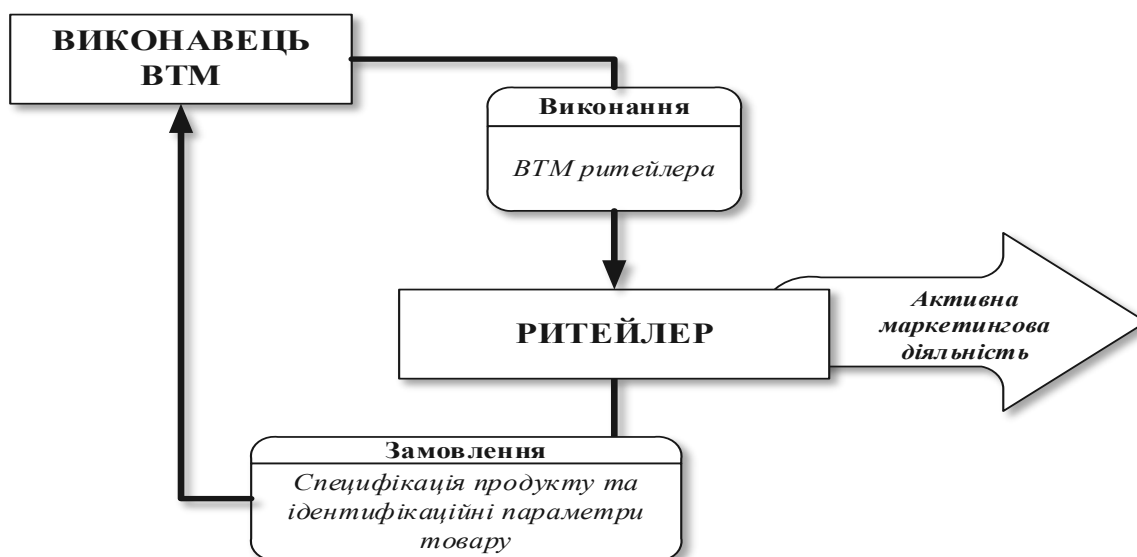 ВИКОНАВЕЦЬ
ВТМ
Виконання
ВТМ ритейлера
РИТЕЙЛЕР
Активна
маркетингова
діяльність
Замовлення
Специфікація продукту та
ідентифікаційні параметри
товару